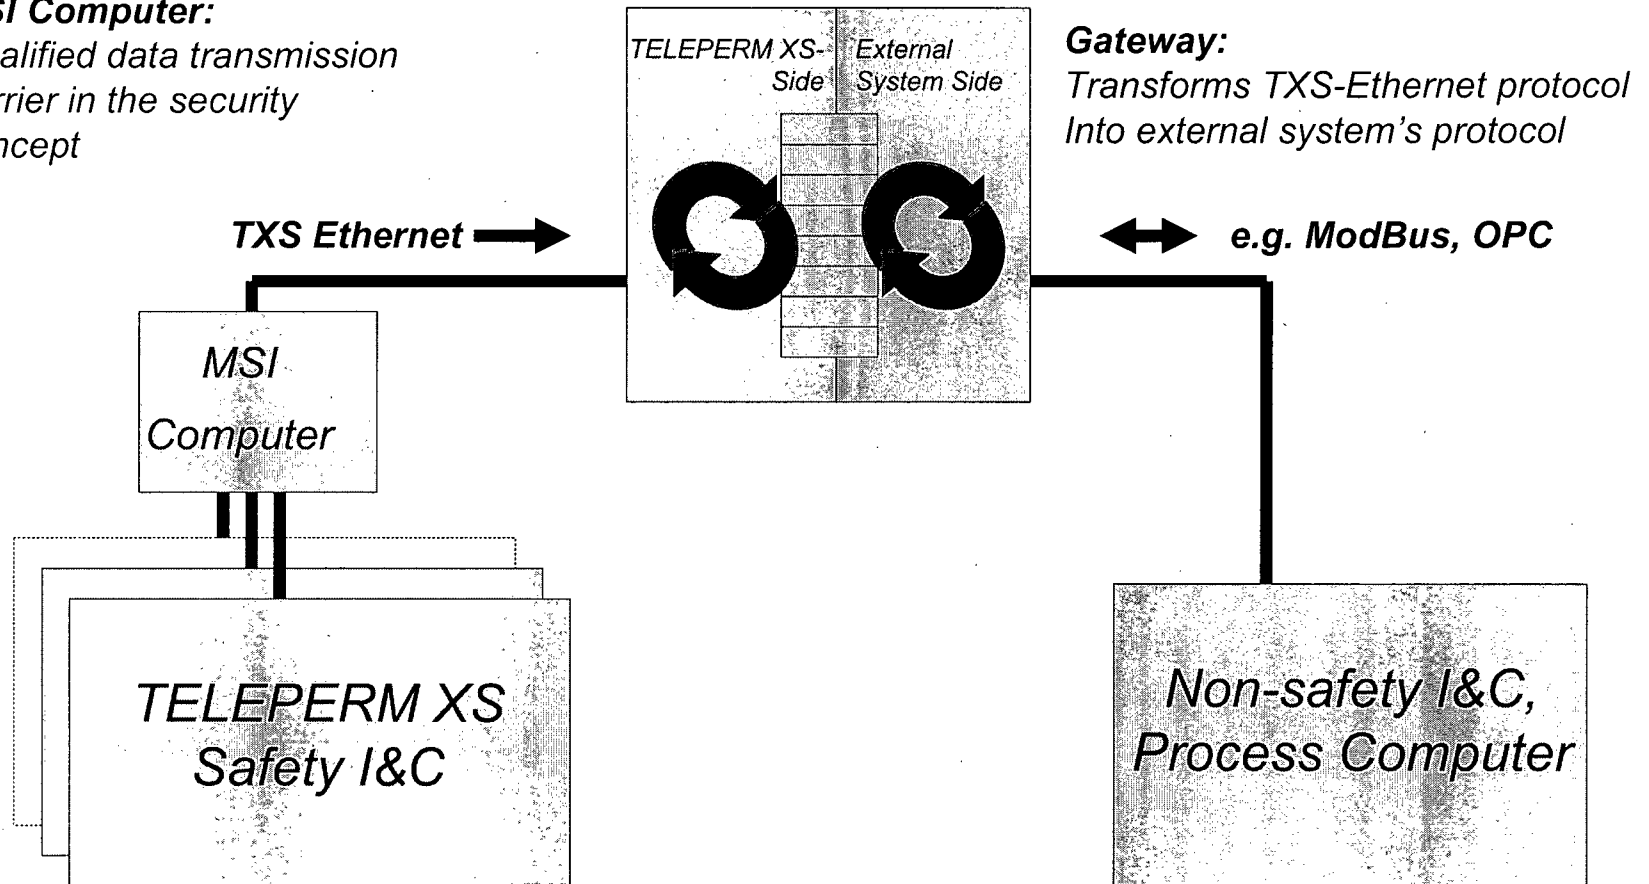 SI Computer:
alified data transmission
rrier in the security
ncept
TELEPERM XS-
Side
External
System Side
Gateway:
Transforms TXS-Ethernet protocol
Into external system's protocol
TXS Ethernet
e.g. ModBus, OPC
MSI
Computer
TELEPERM XS
Safety I&C
Non-safety I&C,
Process Computer